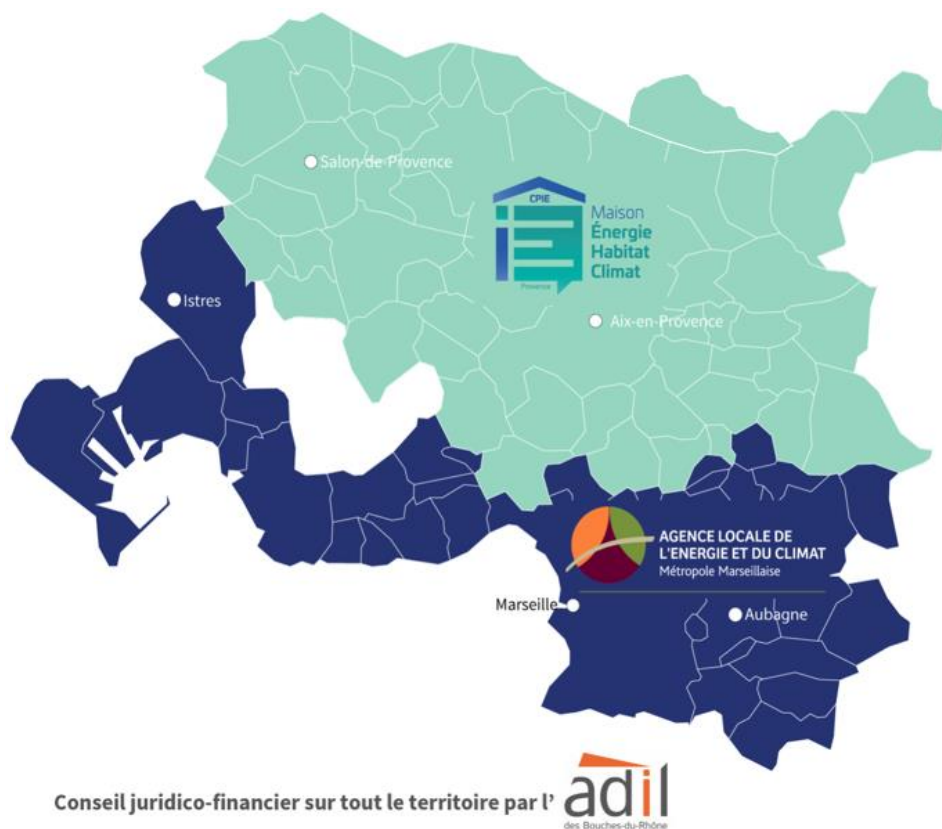 Salon-de-Provence
CPIE
Maison
Énergie
Habitat
Climat
Provence
Istres
Aix-en-Provence
AGENCE LOCALE DE
L'ENERGIE ET DU CLIMAT
Métropole Marseillaise
Marseille
Aubagne
Conseil juridico-financier sur tout le territoire par l' adil
des Bouches-du-Rhône